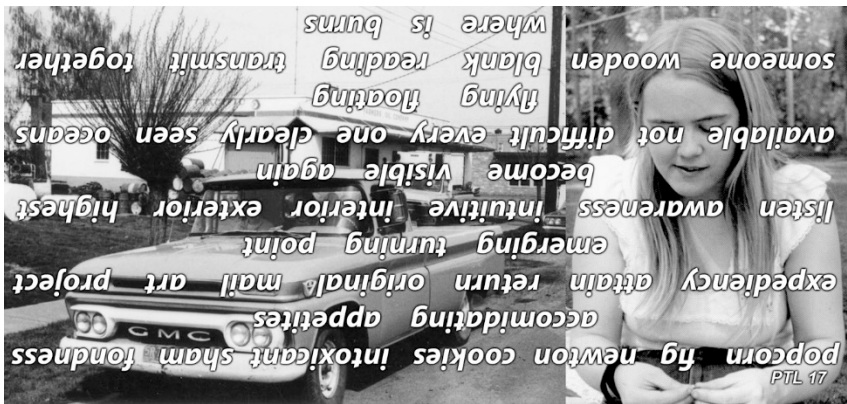 popcorn fig newton cookies intoxicant sham fondness
accomidating appetites
expediency attain return original mail art project
emerging turning point
listen awareness intuitive interior exterior highest
become visible again
available not difficult every one clearly seen oceans
flying floating
someone wooden blank reading transmit together
where is burns
GMC
PTL 17